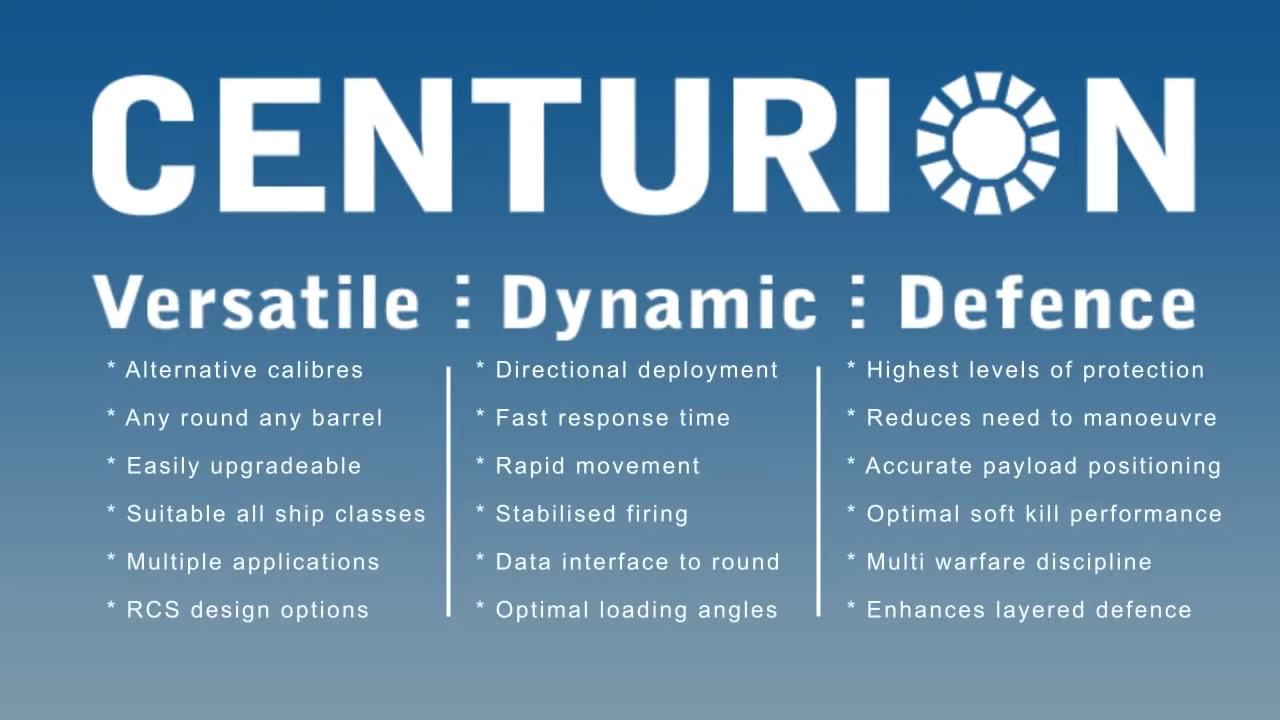 CENTURION
Versatile ⋮ Dynamic ⋮ Defence
* Alternative calibres
* Any round any barrel
* Easily upgradeable
* Suitable all ship classes
* Multiple applications
* RCS design options
* Directional deployment
* Fast response time
* Rapid movement
* Stabilised firing
* Data interface to round
* Optimal loading angles
* Highest levels of protection
* Reduces need to manoeuvre
* Accurate payload positioning
* Optimal soft kill performance
* Multi warfare discipline
* Enhances layered defence